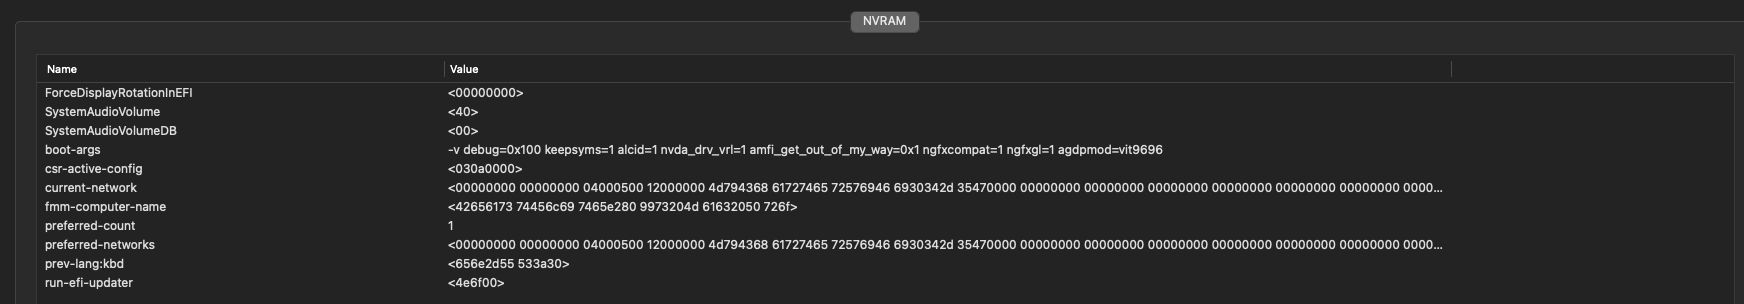 NVRAM
Name Value
ForceDisplayRotationInEFI <00000000>
SystemAudioVolume <40>
SystemAudioVolumeDB <00>
boot-args -v debug=0x100 keepsyms=1 alcid=1 nvda_drv_vrl=1 amfi_get_out_of_my_way=0x1 ngfxcompat=1 ngfxgl=1 agdpmod=vit9696
csr-active-config <030a0000>
current-network <00000000 00000000 04000500 12000000 4d794368 61727465 72576946 6930342d 35470000 00000000 00000000 00000000 00000000 00000000 00000000 0000...
fmm-computer-name <42656173 74456c69 7465e280 9973204d 61632050 726f>
preferred-count 1
preferred-networks <00000000 00000000 04000500 12000000 4d794368 61727465 72576946 6930342d 35470000 00000000 00000000 00000000 00000000 00000000 00000000 0000...
prev-lang:kbd <656e2d55 533a30>
run-efi-updater <4e6f00>